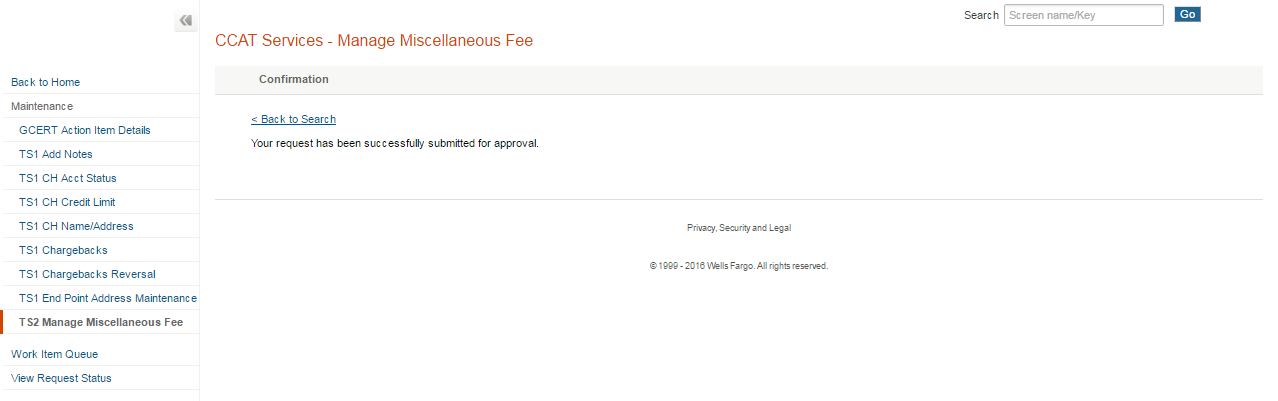 Search Screen name/Key Go
CCAT Services - Manage Miscellaneous Fee
Confirmation
Back to Home
Maintenance
GCERT Action Item Details
TS1 Add Notes
TS1 CH Acct Status
TS1 CH Credit Limit
TS1 CH Name/Address
TS1 Chargebacks
TS1 Chargebacks Reversal
TS1 End Point Address Maintenance
TS2 Manage Miscellaneous Fee
Work Item Queue
View Request Status
< Back to Search
Your request has been successfully submitted for approval.
Privacy, Security and Legal
© 1999 - 2016 Wells Fargo. All rights reserved.